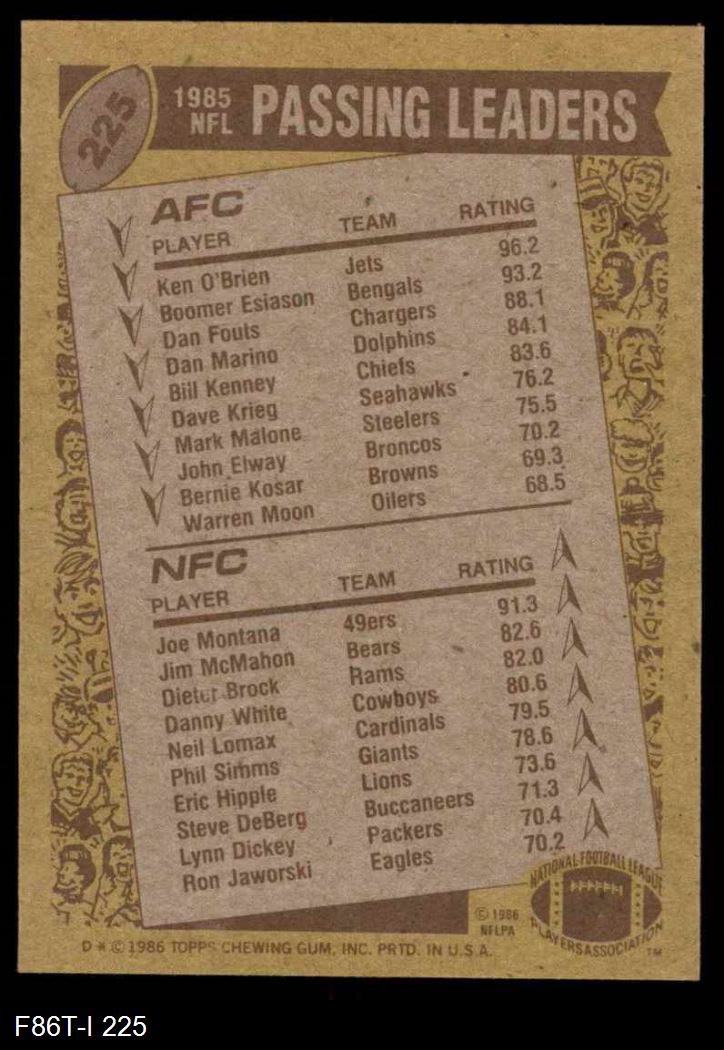 225
1985 NFL PASSING LEADERS
AFC
PLAYER TEAM RATING
Ken O'Brien Jets 96.2
Boomer Esiason Bengals 93.2
Dan Fouts Chargers 88.1
Dan Marino Dolphins 84.1
Bill Kenney Chiefs 83.6
Dave Krieg Seahawks 76.2
Mark Malone Steelers 75.5
John Elway Broncos 70.2
Bernie Kosar Browns 69.3
Warren Moon Oilers 68.5
NFC
PLAYER TEAM RATING
Joe Montana 49ers 91.3
Jim McMahon Bears 82.6
Dieter Brock Rams 82.0
Danny White Cowboys 80.6
Neil Lomax Cardinals 79.5
Phil Simms Giants 78.6
Eric Hipple Lions 73.6
Steve DeBerg Buccaneers 71.3
Lynn Dickey Packers 70.4
Ron Jaworski Eagles 70.2
NATIONAL FOOTBALL LEAGUE
PLAYERS ASSOCIATION
TM
© 1986
NFLPA
D * © 1986 TOPPS CHEWING GUM, INC. PRTD. IN U.S.A.
F86T-I 225